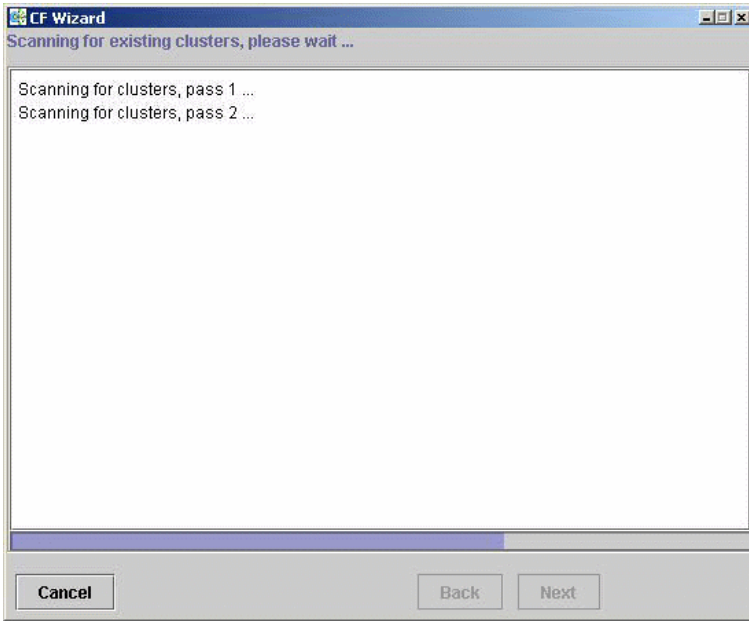 CF Wizard
Scanning for existing clusters, please wait ...
Scanning for clusters, pass 1 ...
Scanning for clusters, pass 2 ...
Cancel
Back
Next